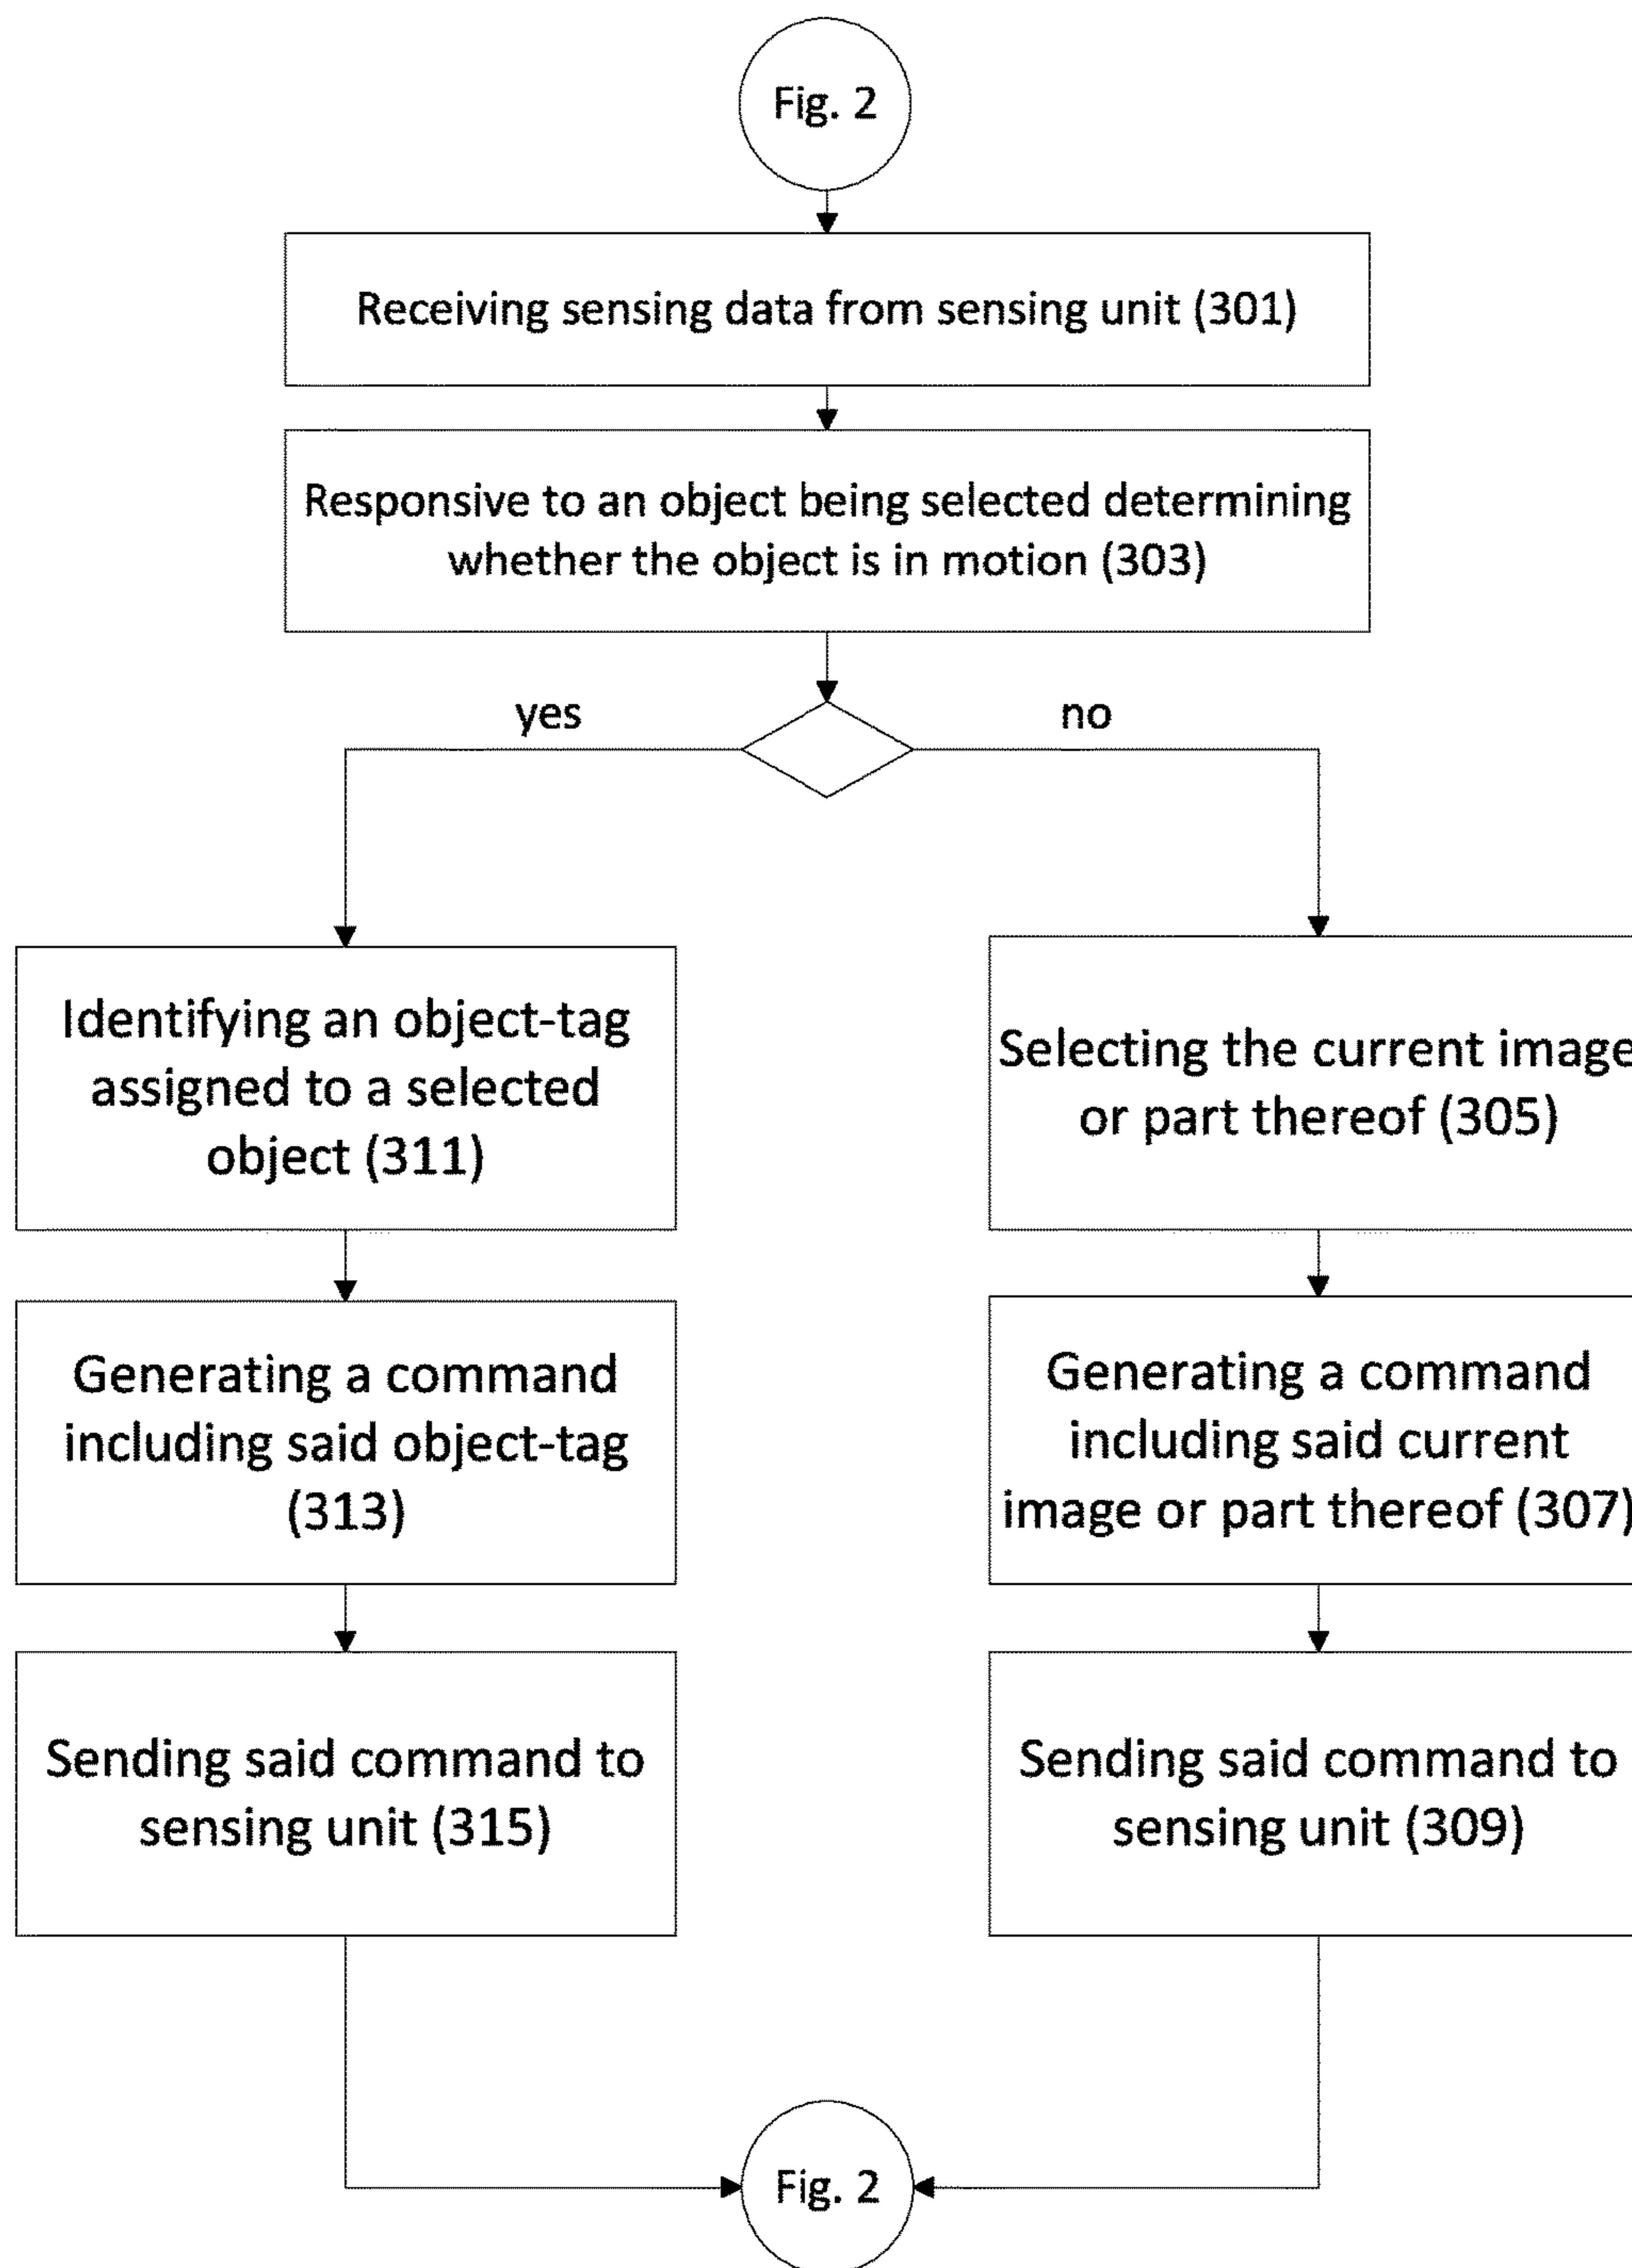 Fig. 2
Receiving sensing data from sensing unit (301)
Responsive to an object being selected determining
whether the object is in motion (303)
yes
no
Identifying an object-tag
assigned to a selected
object (311)
Generating a command
including said object-tag
(313)
Sending said command to
sensing unit (315)
Selecting the current image
or part thereof (305)
Generating a command
including said current
image or part thereof (307)
Sending said command to
sensing unit (309)
Fig. 2